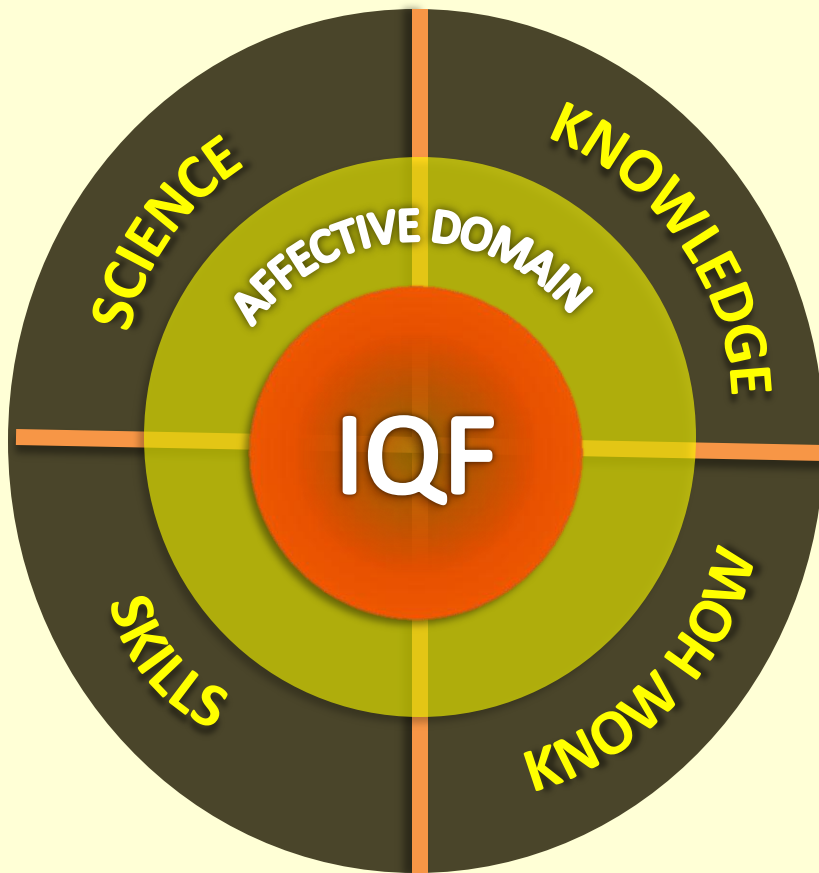 SCIENCE
KNOWLEDGE
AFFECTIVE DOMAIN
IQF
SKILLS
KNOW HOW